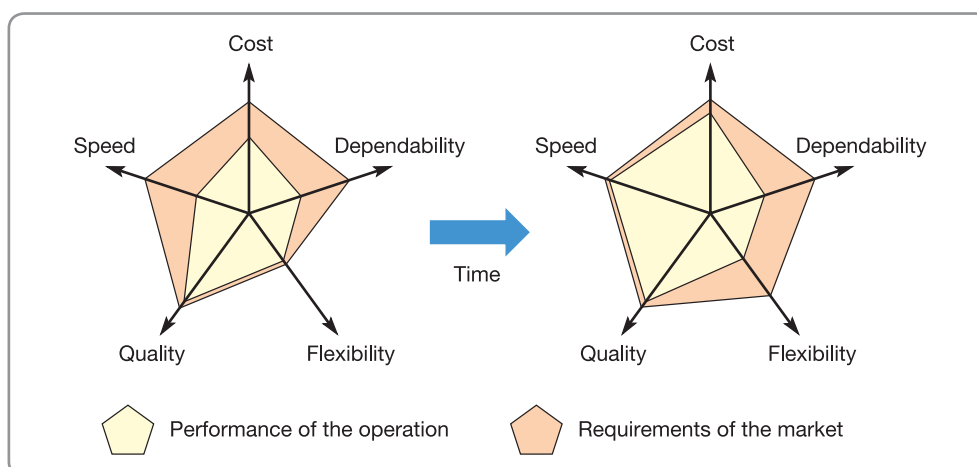 Cost
Speed
Dependability
Quality
Flexibility
Time
Cost
Speed
Dependability
Quality
Flexibility
Performance of the operation
Requirements of the market